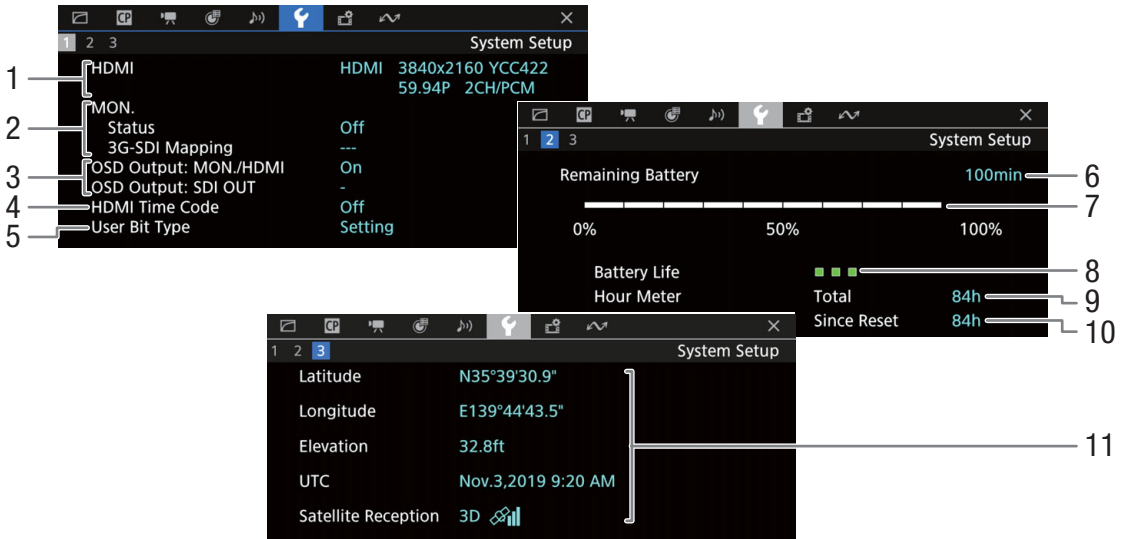 CP
1 2 3 System Setup
1 HDMI HDMI 3840x2160 YCC422
59.94P 2CH/PCM
2 MON.
Status Off
3G-SDI Mapping ---
3 OSD Output: MON./HDMI On
OSD Output: SDI OUT -
4 HDMI Time Code Off
5 User Bit Type Setting
CP
1 2 3 System Setup
Remaining Battery 100min 6
7
0% 50% 100%
Battery Life 8
Hour Meter Total 84h 9
Since Reset 84h 10
CP
1 2 3 System Setup
Latitude N35°39'30.9"
Longitude E139°44'43.5"
Elevation 32.8ft 11
UTC Nov.3,2019 9:20 AM
Satellite Reception 3D